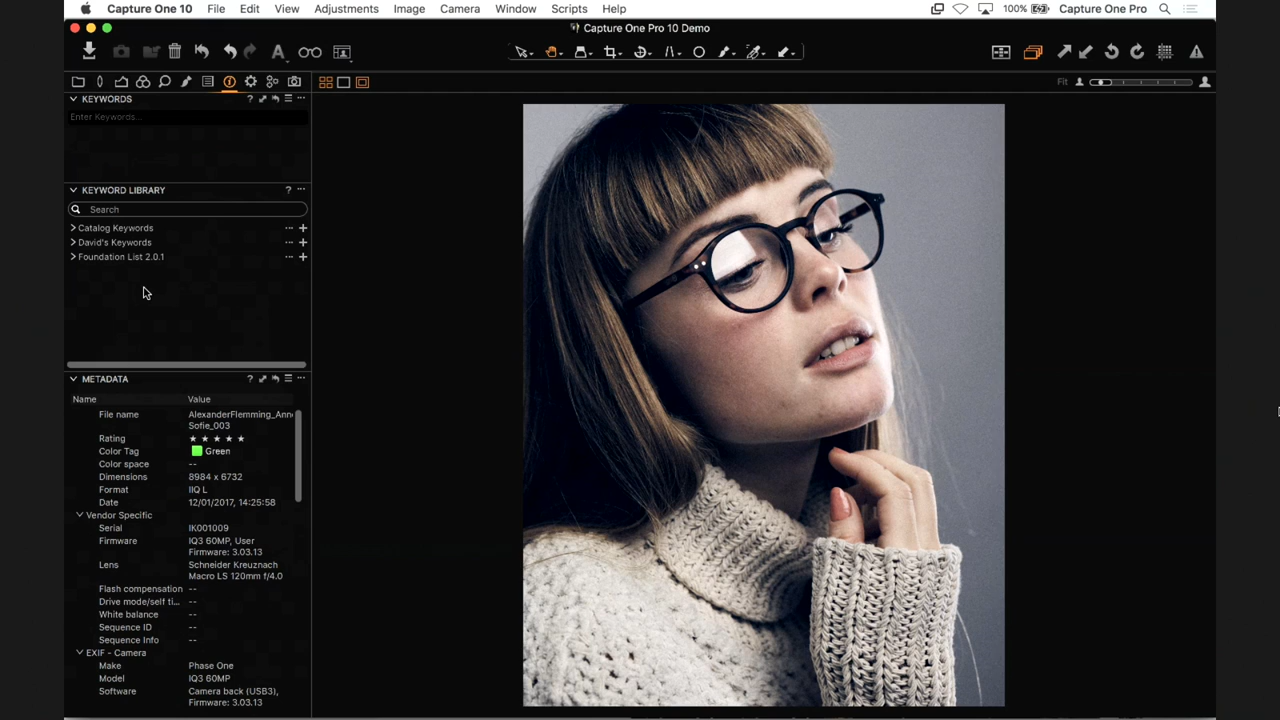 Capture One 10 File Edit View Adjustments Image Camera Window Scripts Help 100% Capture One Pro
Capture One Pro 10 Demo
Fit
KEYWORDS
Enter Keywords...
KEYWORD LIBRARY
Search
Catalog Keywords
David's Keywords
Foundation List 2.0.1
METADATA
Name Value
File name AlexanderFlemming_Ann
Sofie_003
Rating
Color Tag Green
Color space --
Dimensions 8984 x 6732
Format IIQ L
Date 12/01/2017, 14:25:58
Vendor Specific
Serial IK001009
Firmware IQ3 60MP, User
Firmware: 3.03.13
Lens Schneider Kreuznach
Macro LS 120mm f/4.0
Flash compensation --
Drive mode/self ti... --
White balance --
Sequence ID --
Sequence Info --
EXIF - Camera
Make Phase One
Model IQ3 60MP
Software Camera back (USB3),
Firmware: 3.03.13